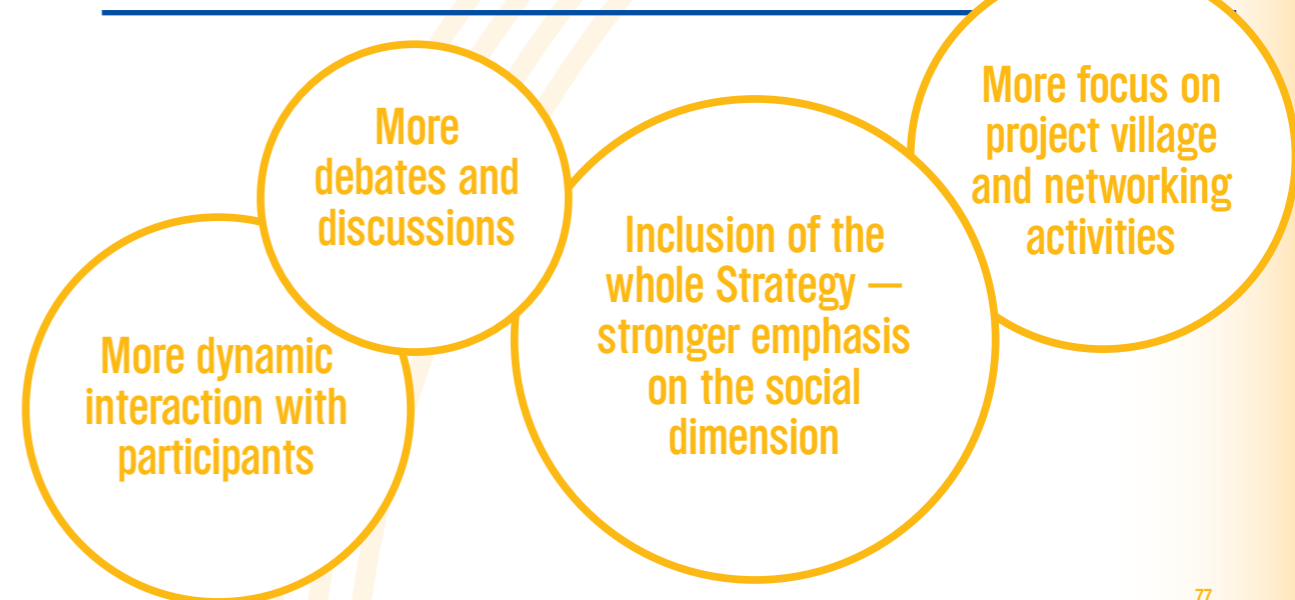 More
debates and
discussions
More dynamic
interaction with
participants
Inclusion of the
whole Strategy —
stronger emphasis
on the social
dimension
More focus on
project village
and networking
activities
77